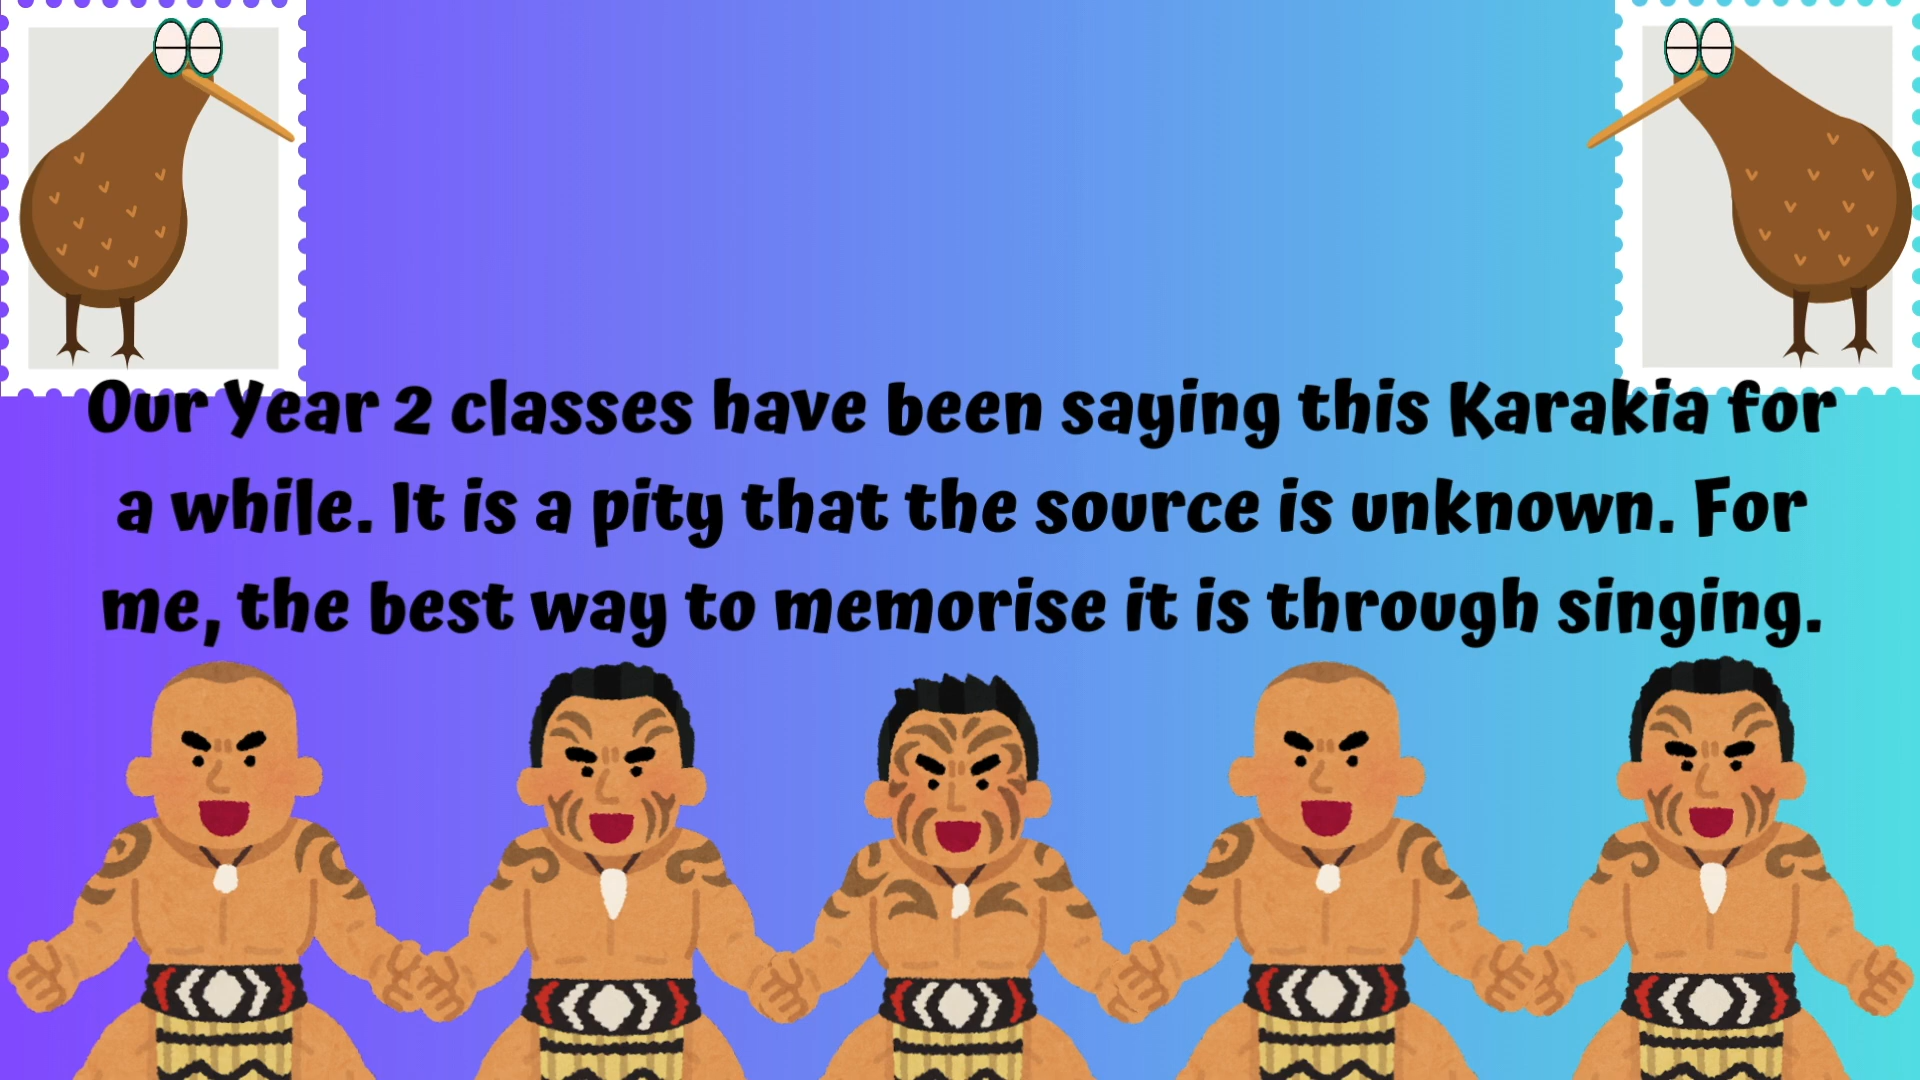 Our Year 2 classes have been saying this Karakia for
a while. It is a pity that the source is unknown. For
me, the best way to memorise it is through singing.